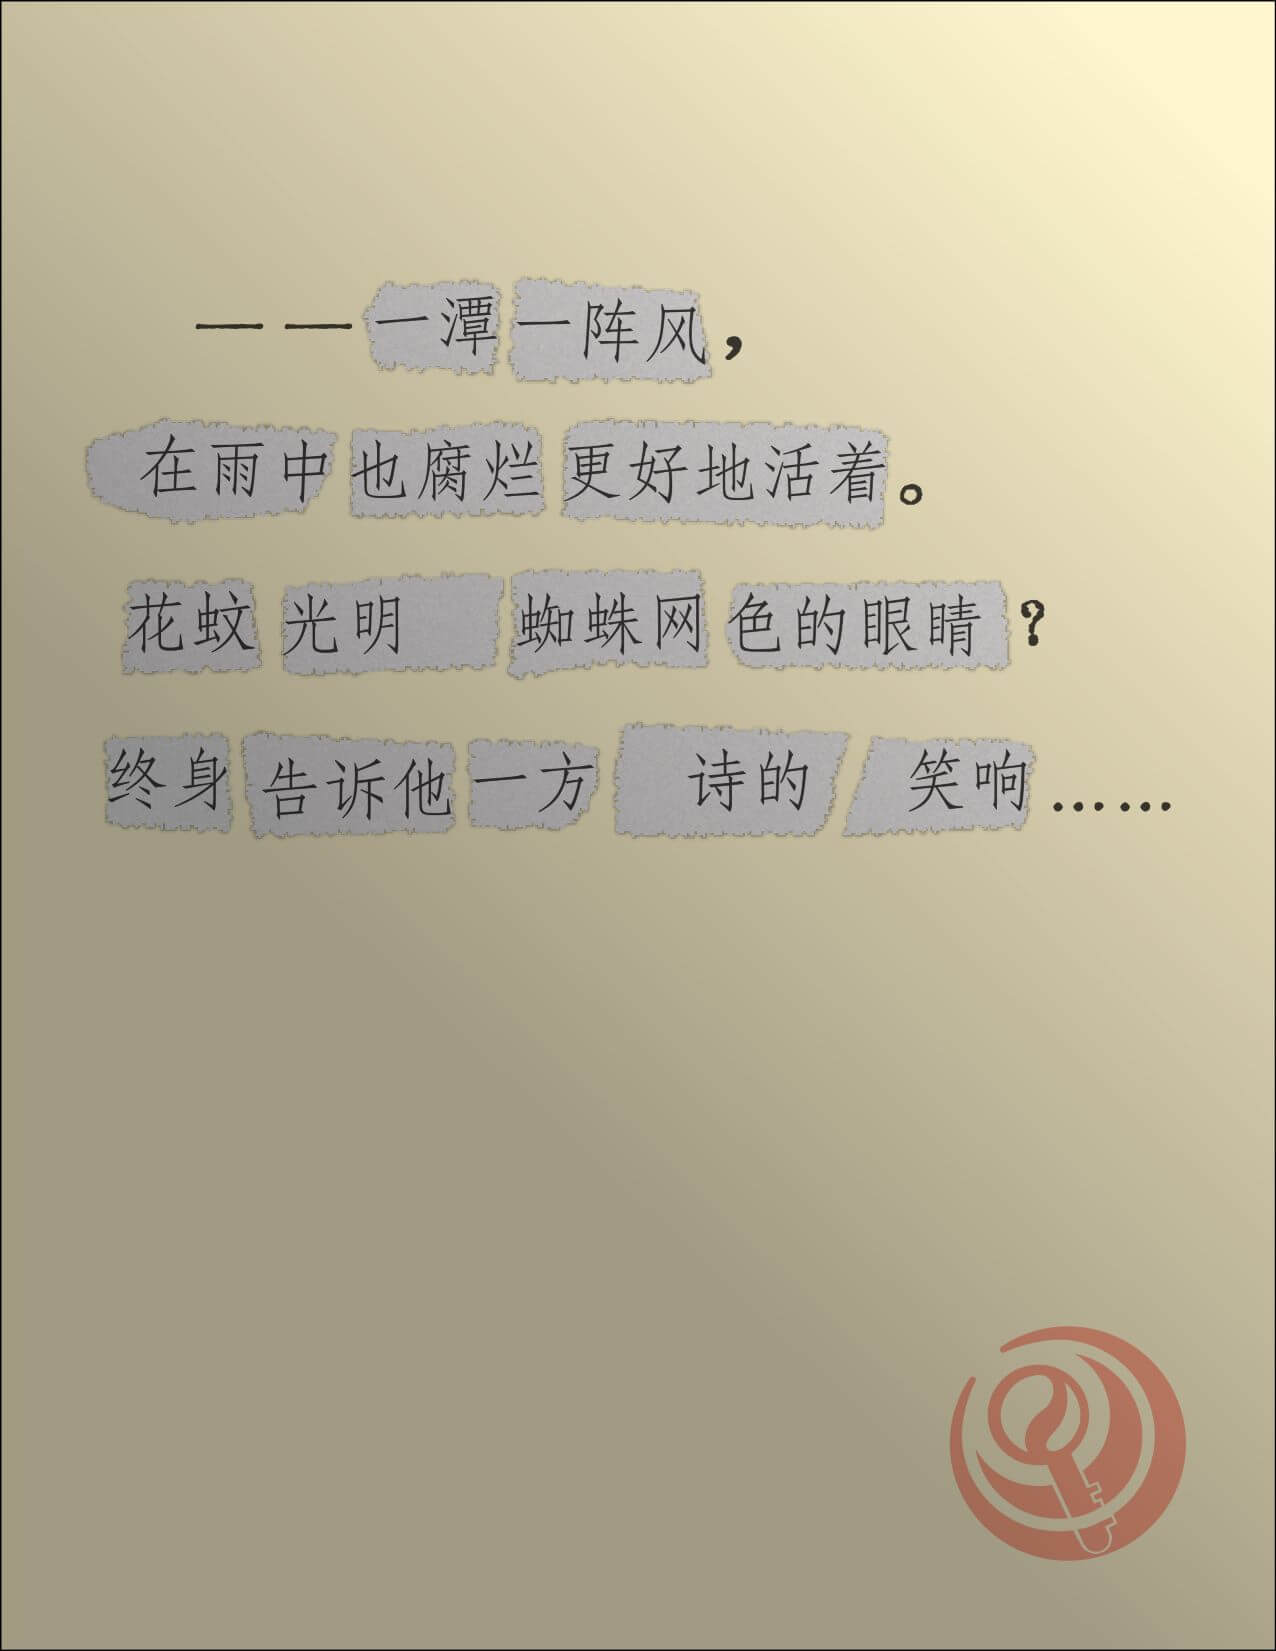 ——一潭 一阵风，
在雨中 也腐烂 更好地活着。
花蚊 光明 蜘蛛网 色的眼睛？
终身 告诉他 一方 诗的 笑响……